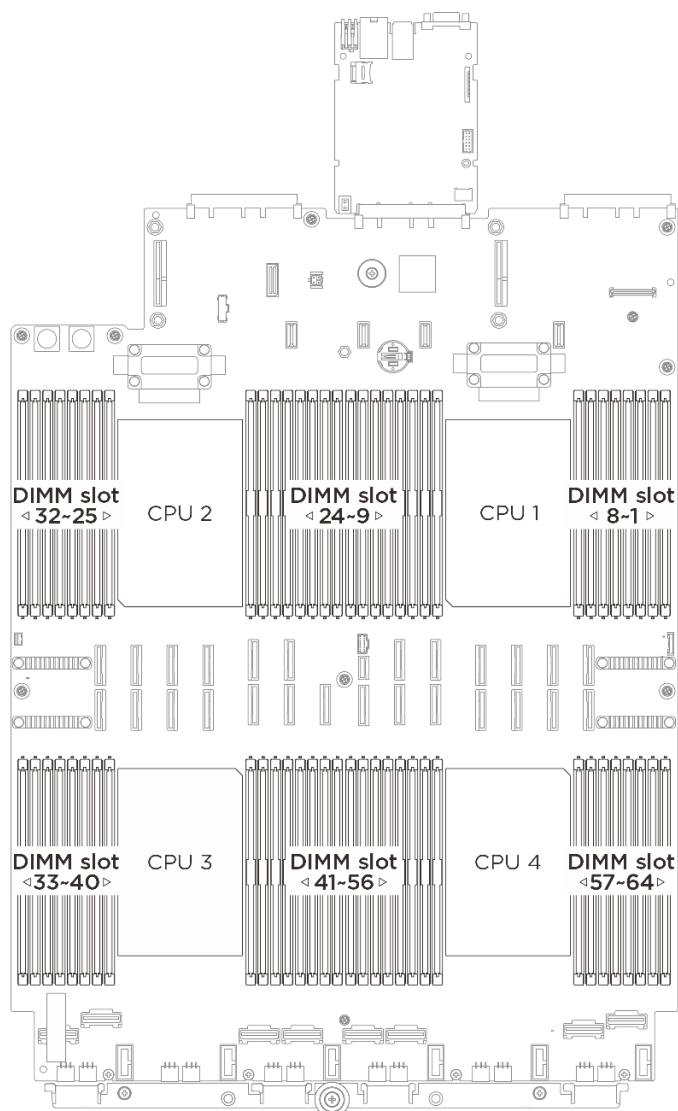 DIMM slot
◁ 32~25 ▷
CPU 2
DIMM slot
◁ 24~9 ▷
CPU 1
DIMM slot
◁ 8~1 ▷
DIMM slot
◁33~40▷
CPU 3
DIMM slot
◁ 41~56 ▷
CPU 4
DIMM slot
◁57~64▷